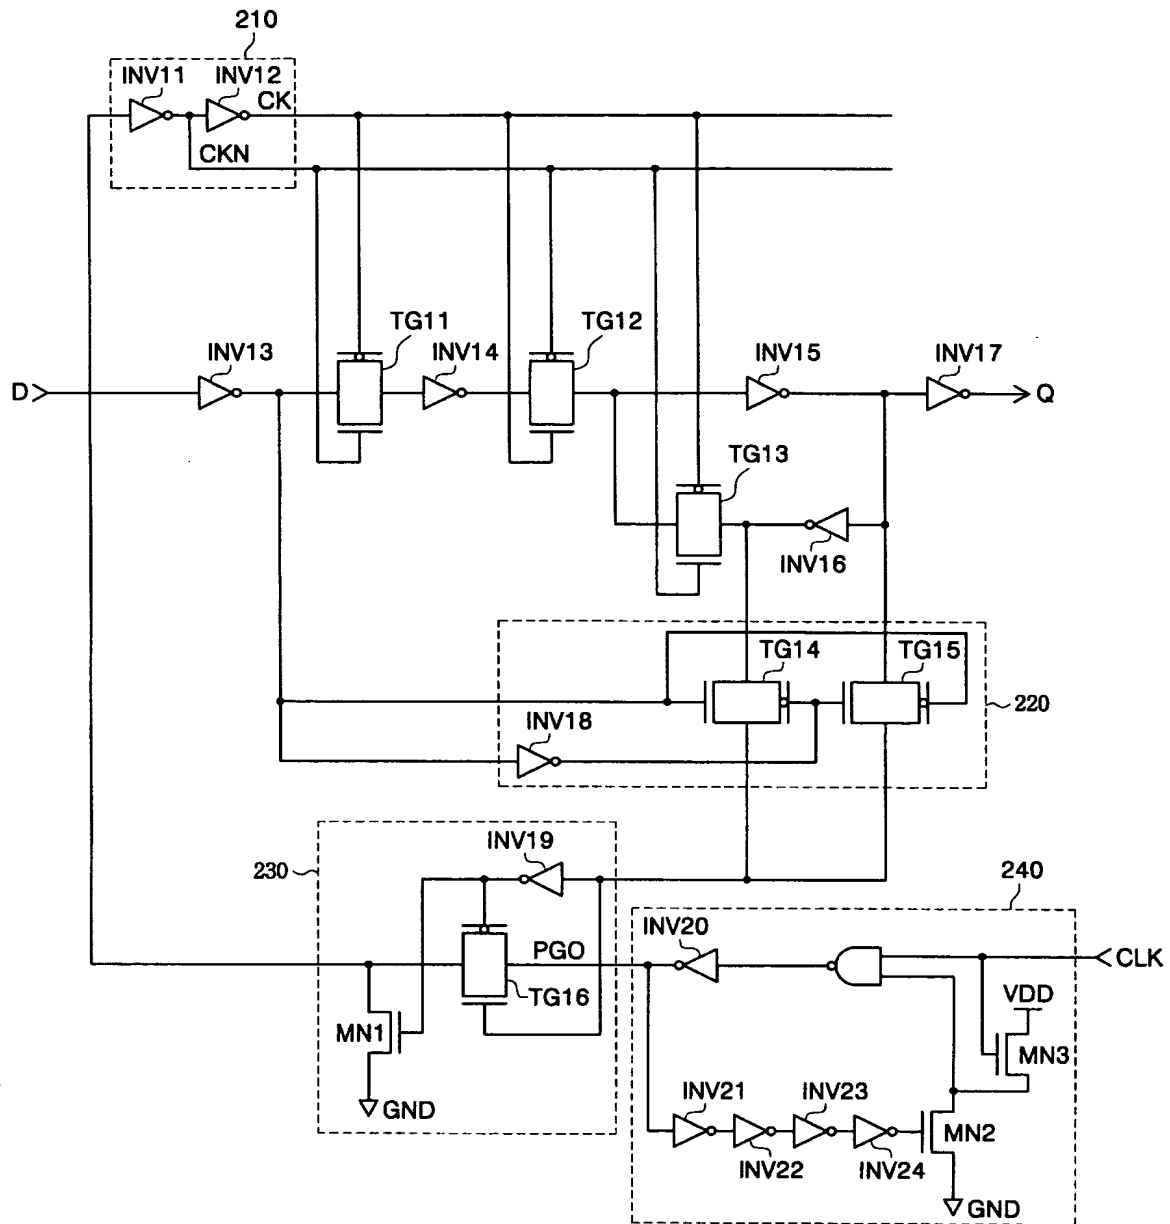 210
INV11
INV12
CK
CKN
TG11
TG12
INV13
INV14
INV15
INV17
D
Q
TG13
INV16
TG14
TG15
220
INV18
INV19
230
240
INV20
PGO
CLK
TG16
VDD
MN1
MN3
GND
INV21
INV23
MN2
INV22
INV24
GND